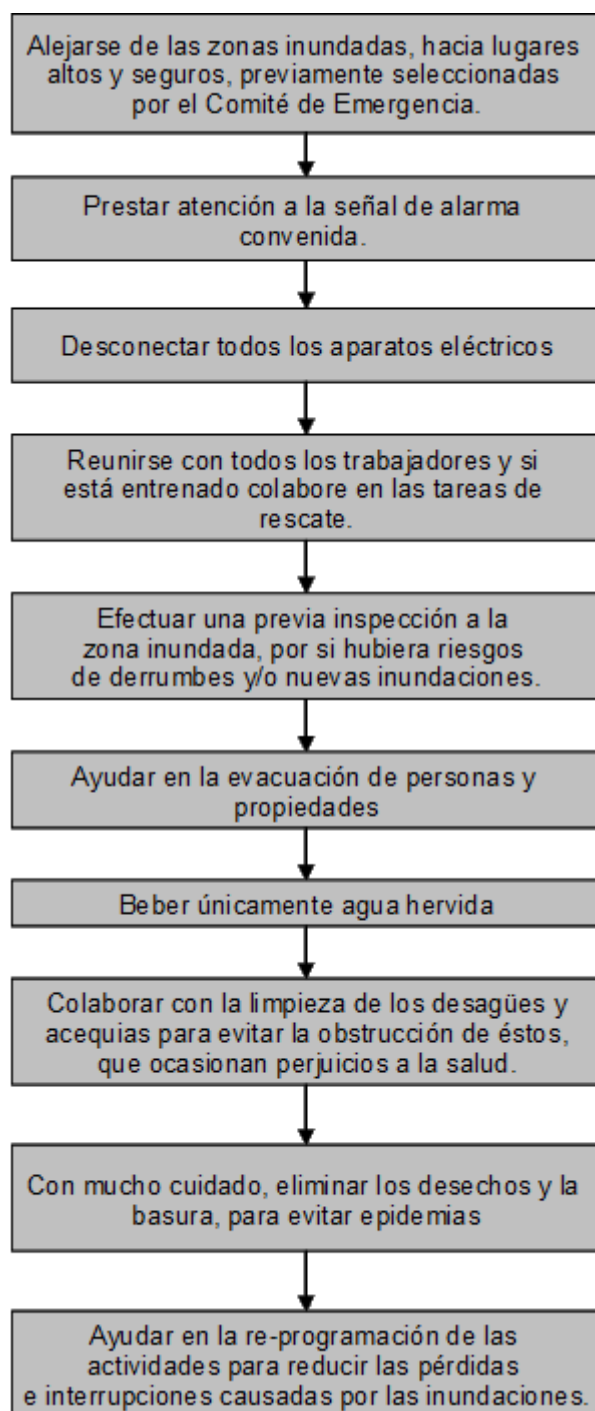 Alejarse de las zonas inundadas, hacia lugares
altos y seguros, previamente seleccionadas
por el Comité de Emergencia.
Prestar atención a la señal de alarma
convenida.
Desconectar todos los aparatos eléctricos
Reunirse con todos los trabajadores y si
está entrenado colabore en las tareas de
rescate.
Efectuar una previa inspección a la
zona inundada, por si hubiera riesgos
de derrumbes y/o nuevas inundaciones.
Ayudar en la evacuación de personas y
propiedades
Beber únicamente agua hervida
Colaborar con la limpieza de los desagües y
acequias para evitar la obstrucción de éstos,
que ocasionan perjuicios a la salud.
Con mucho cuidado, eliminar los desechos y la
basura, para evitar epidemias
Ayudar en la re-programación de las
actividades para reducir las pérdidas
e interrupciones causadas por las inundaciones.